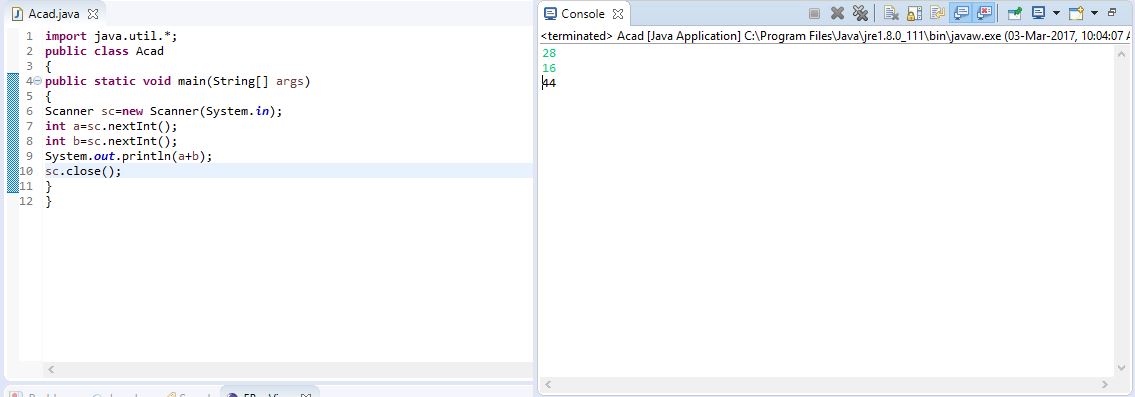 Acad.java
1 import java.util.*;
2 public class Acad
3 {
4 public static void main(String[] args)
5 {
6 Scanner sc=new Scanner(System.in);
7 int a=sc.nextInt();
8 int b=sc.nextInt();
9 System.out.println(a+b);
10 sc.close();
11 }
12 }
Console
<terminated> Acad [Java Application] C:\Program Files\Java\jre1.8.0_111\bin\javaw.exe (03-Mar-2017, 10:04:07 A
28
16
44